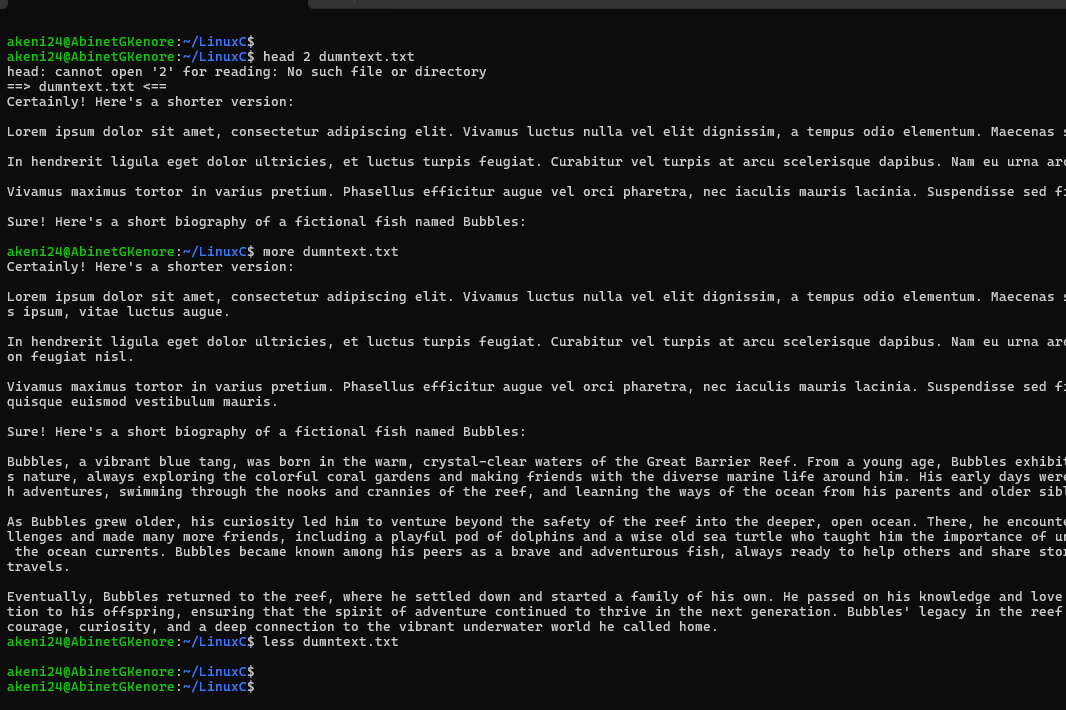 akeni24@AbinetGKenore:~/LinuxC$
akeni24@AbinetGKenore:~/LinuxC$ head 2 dumntext.txt
head: cannot open '2' for reading: No such file or directory
==> dumntext.txt <==
Certainly! Here's a shorter version:
Lorem ipsum dolor sit amet, consectetur adipiscing elit. Vivamus luctus nulla vel elit dignissim, a tempus odio elementum. Maecenas
In hendrerit ligula eget dolor ultricies, et luctus turpis feugiat. Curabitur vel turpis at arcu scelerisque dapibus. Nam eu urna
Vivamus maximus tortor in varius pretium. Phasellus efficitur augue vel orci pharetra, nec iaculis mauris lacinia. Suspendisse sed
Sure! Here's a short biography of a fictional fish named Bubbles:
akeni24@AbinetGKenore:~/LinuxC$ more dumntext.txt
Certainly! Here's a shorter version:
Lorem ipsum dolor sit amet, consectetur adipiscing elit. Vivamus luctus nulla vel elit dignissim, a tempus odio elementum. Maecenas
s ipsum, vitae luctus augue.
In hendrerit ligula eget dolor ultricies, et luctus turpis feugiat. Curabitur vel turpis at arcu scelerisque dapibus. Nam eu urna
on feugiat nisl.
Vivamus maximus tortor in varius pretium. Phasellus efficitur augue vel orci pharetra, nec iaculis mauris lacinia. Suspendisse sed
quisque euismod vestibulum mauris.
Sure! Here's a short biography of a fictional fish named Bubbles:
Bubbles, a vibrant blue tang, was born in the warm, crystal-clear waters of the Great Barrier Reef. From a young age, Bubbles exhibit
s nature, always exploring the colorful coral gardens and making friends with the diverse marine life around him. His early days were
h adventures, swimming through the nooks and crannies of the reef, and learning the ways of the ocean from his parents and older sibl
As Bubbles grew older, his curiosity led him to venture beyond the safety of the reef into the deeper, open ocean. There, he encounte
llenges and made many more friends, including a playful pod of dolphins and a wise old sea turtle who taught him the importance of
the ocean currents. Bubbles became known among his peers as a brave and adventurous fish, always ready to help others and share
travels.
Eventually, Bubbles returned to the reef, where he settled down and started a family of his own. He passed on his knowledge and love
tion to his offspring, ensuring that the spirit of adventure continued to thrive in the next generation. Bubbles' legacy in the reef
courage, curiosity, and a deep connection to the vibrant underwater world he called home.
akeni24@AbinetGKenore:~/LinuxC$ less dumntext.txt
akeni24@AbinetGKenore:~/LinuxC$
akeni24@AbinetGKenore:~/LinuxC$